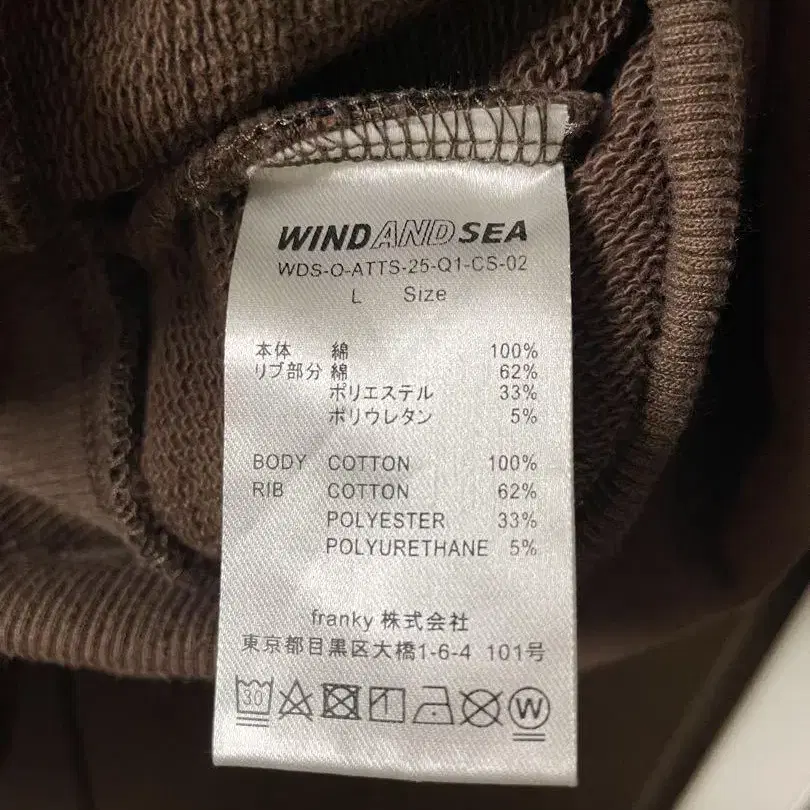 WIND AND SEA
WDS-O-ATTS-25-Q1-CS-02
L Size
本体 綿 100%
リブ部分 綿 62%
ポリエステル 33%
ポリウレタン 5%
BODY COTTON 100%
RIB COTTON 62%
POLYESTER 33%
POLYURETHANE 5%
franky 株式会社
東京都目黒区大橋1-6-4 101号
30 W